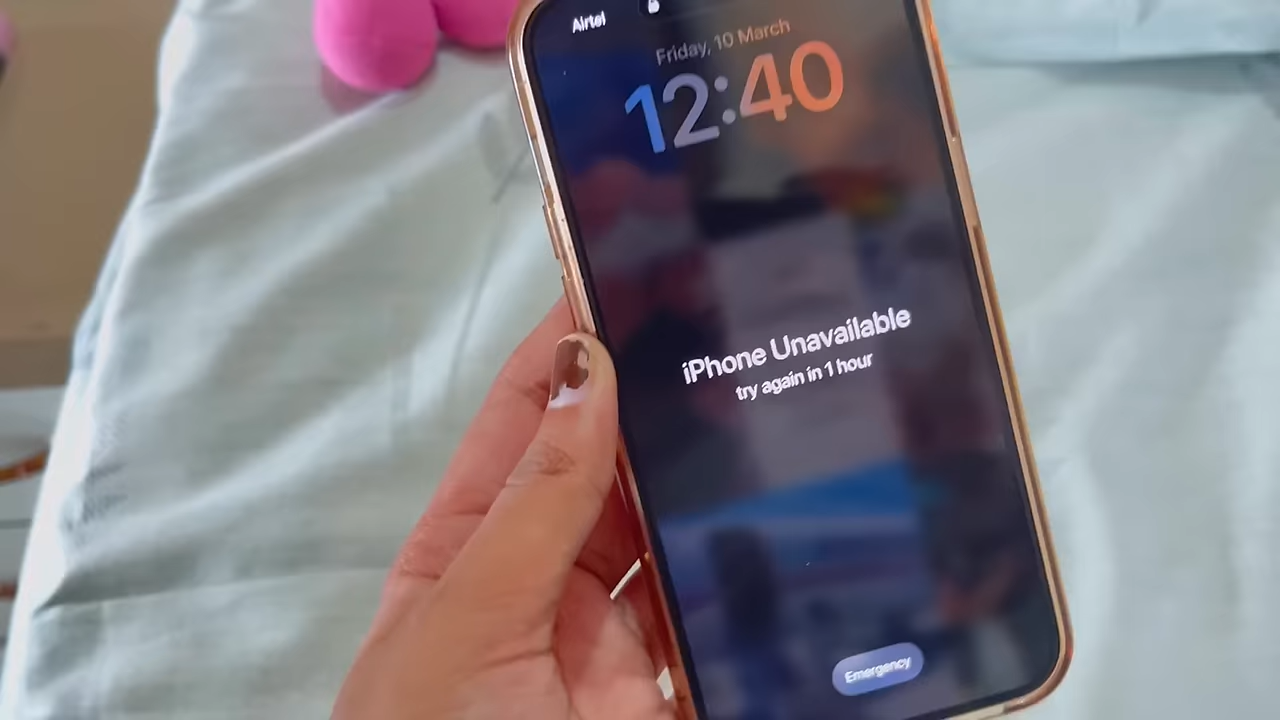 Airtel
Friday, 10 March
12:40
iPhone Unavailable
try again in 1 hour
Emergency